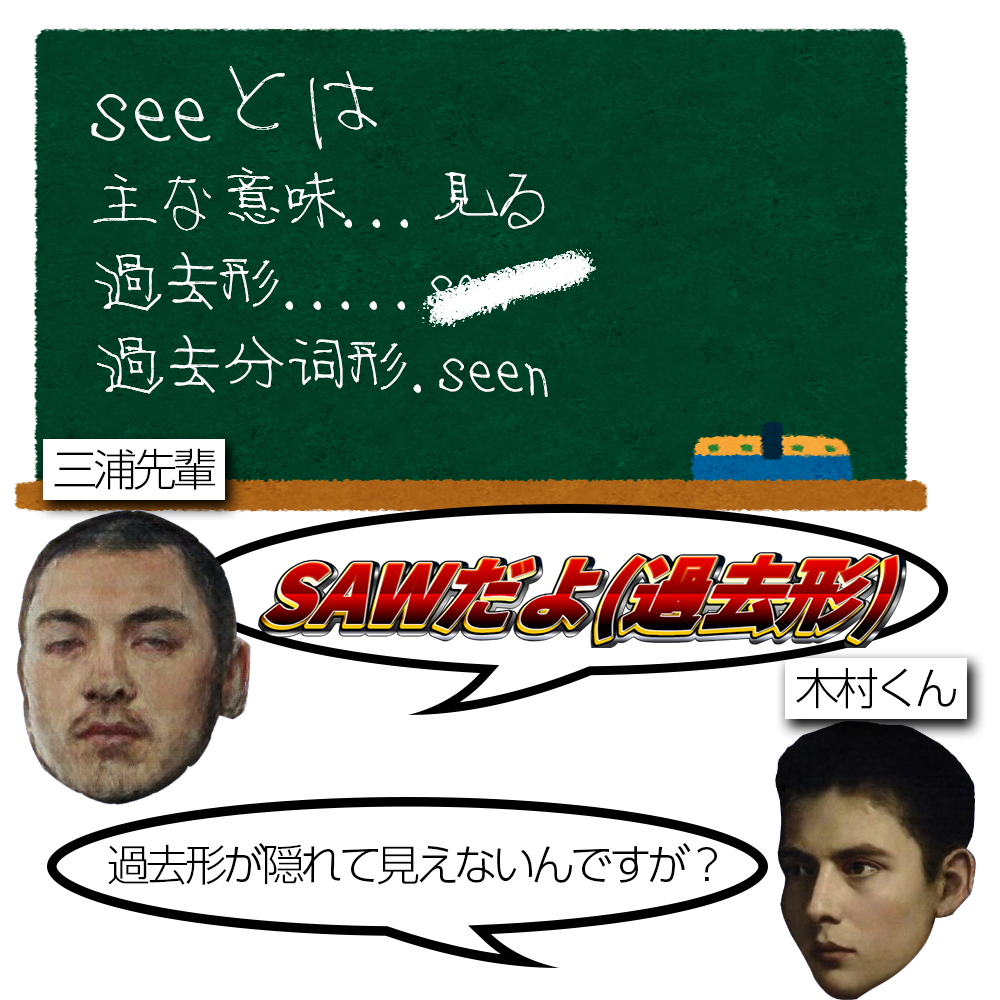 seeとは
主な意味...見る
過去形.....
過去分词形.seen
三浦先輩
SAWだよ(過去形)
木村くん
過去形が隠れて見えないんですが？